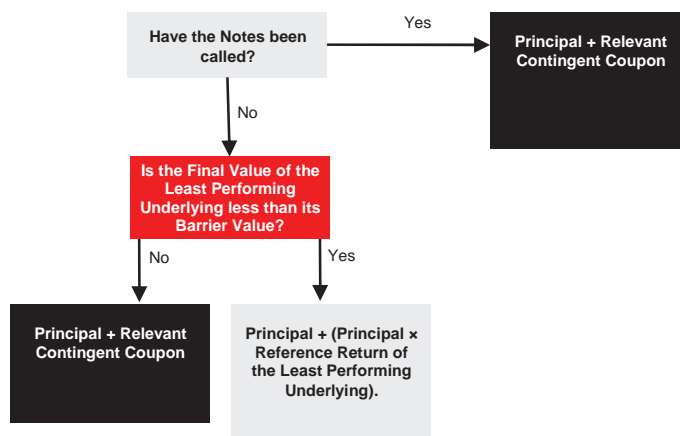 Have the Notes been
called?
Yes
Principal + Relevant
Contingent Coupon
No
Is the Final Value of the
Least Performing
Underlying less than its
Barrier Value?
No
Yes
Principal + Relevant
Contingent Coupon
Principal + (Principal ×
Reference Return of
the Least Performing
Underlying).